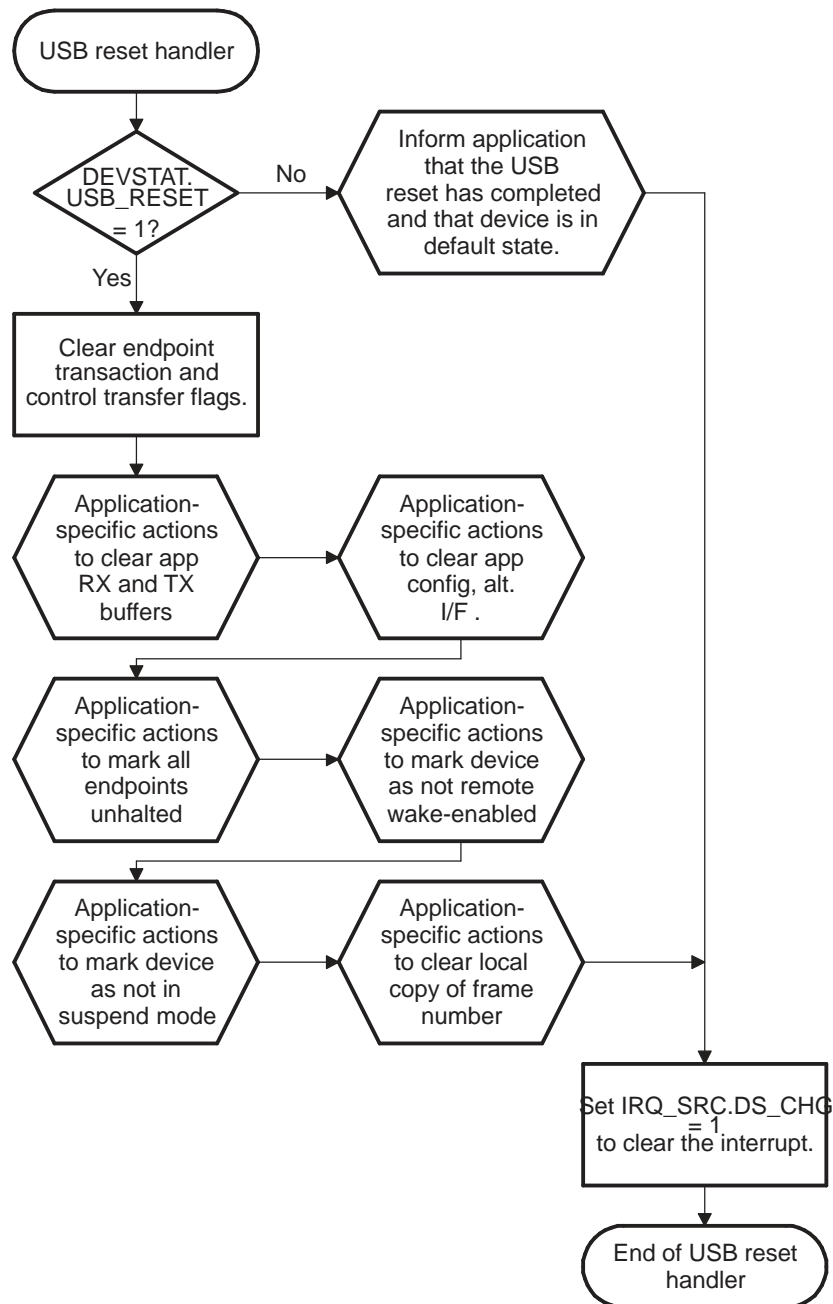 USB reset handler
DEVSTAT.
USB_RESET
= 1?
No
Inform application
that the USB
reset has completed
and that device is in
default state.
Yes
Clear endpoint
transaction and
control transfer flags.
Application-
specific actions
to clear app
RX and TX
buffers
Application-
specific actions
to clear app
config, alt.
I/F .
Application-
specific actions
to mark all
endpoints
unhalted
Application-
specific actions
to mark device
as not remote
wake-enabled
Application-
specific actions
to mark device
as not in
suspend mode
Application-
specific actions
to clear local
copy of frame
number
Set IRQ_SRC.DS_CHG
= 1
to clear the interrupt.
End of USB reset
handler